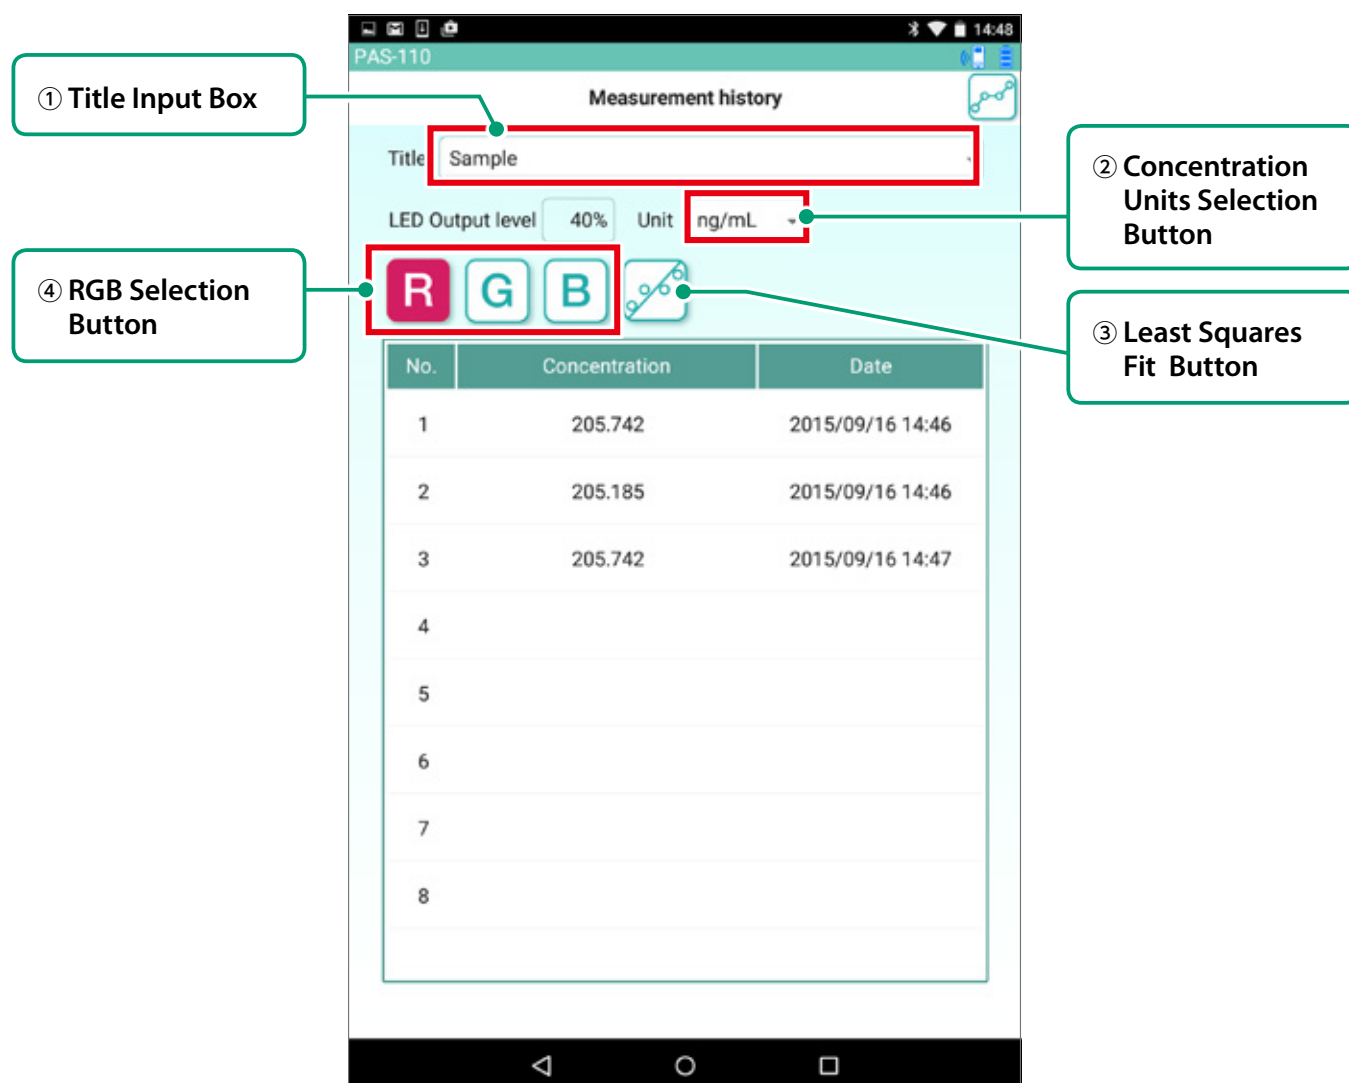 14:48
PAS-110
Measurement history
① Title Input Box
Title Sample
② Concentration
Units Selection
Button
LED Output level 40% Unit ng/mL
④ RGB Selection
Button
R G B
③ Least Squares
Fit Button
No. Concentration Date
1 205.742 2015/09/16 14:46
2 205.185 2015/09/16 14:46
3 205.742 2015/09/16 14:47
4
5
6
7
8